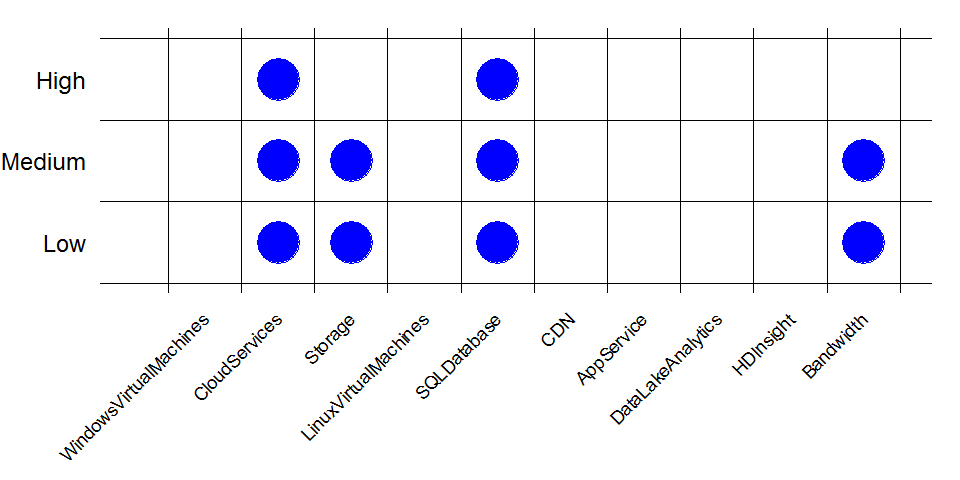 High
Medium
Low
WindowsVirtualMachines
CloudServices
Storage
LinuxVirtualMachines
SQLDatabase
CDN
AppService
DataLakeAnalytics
HDInsight
Bandwidth